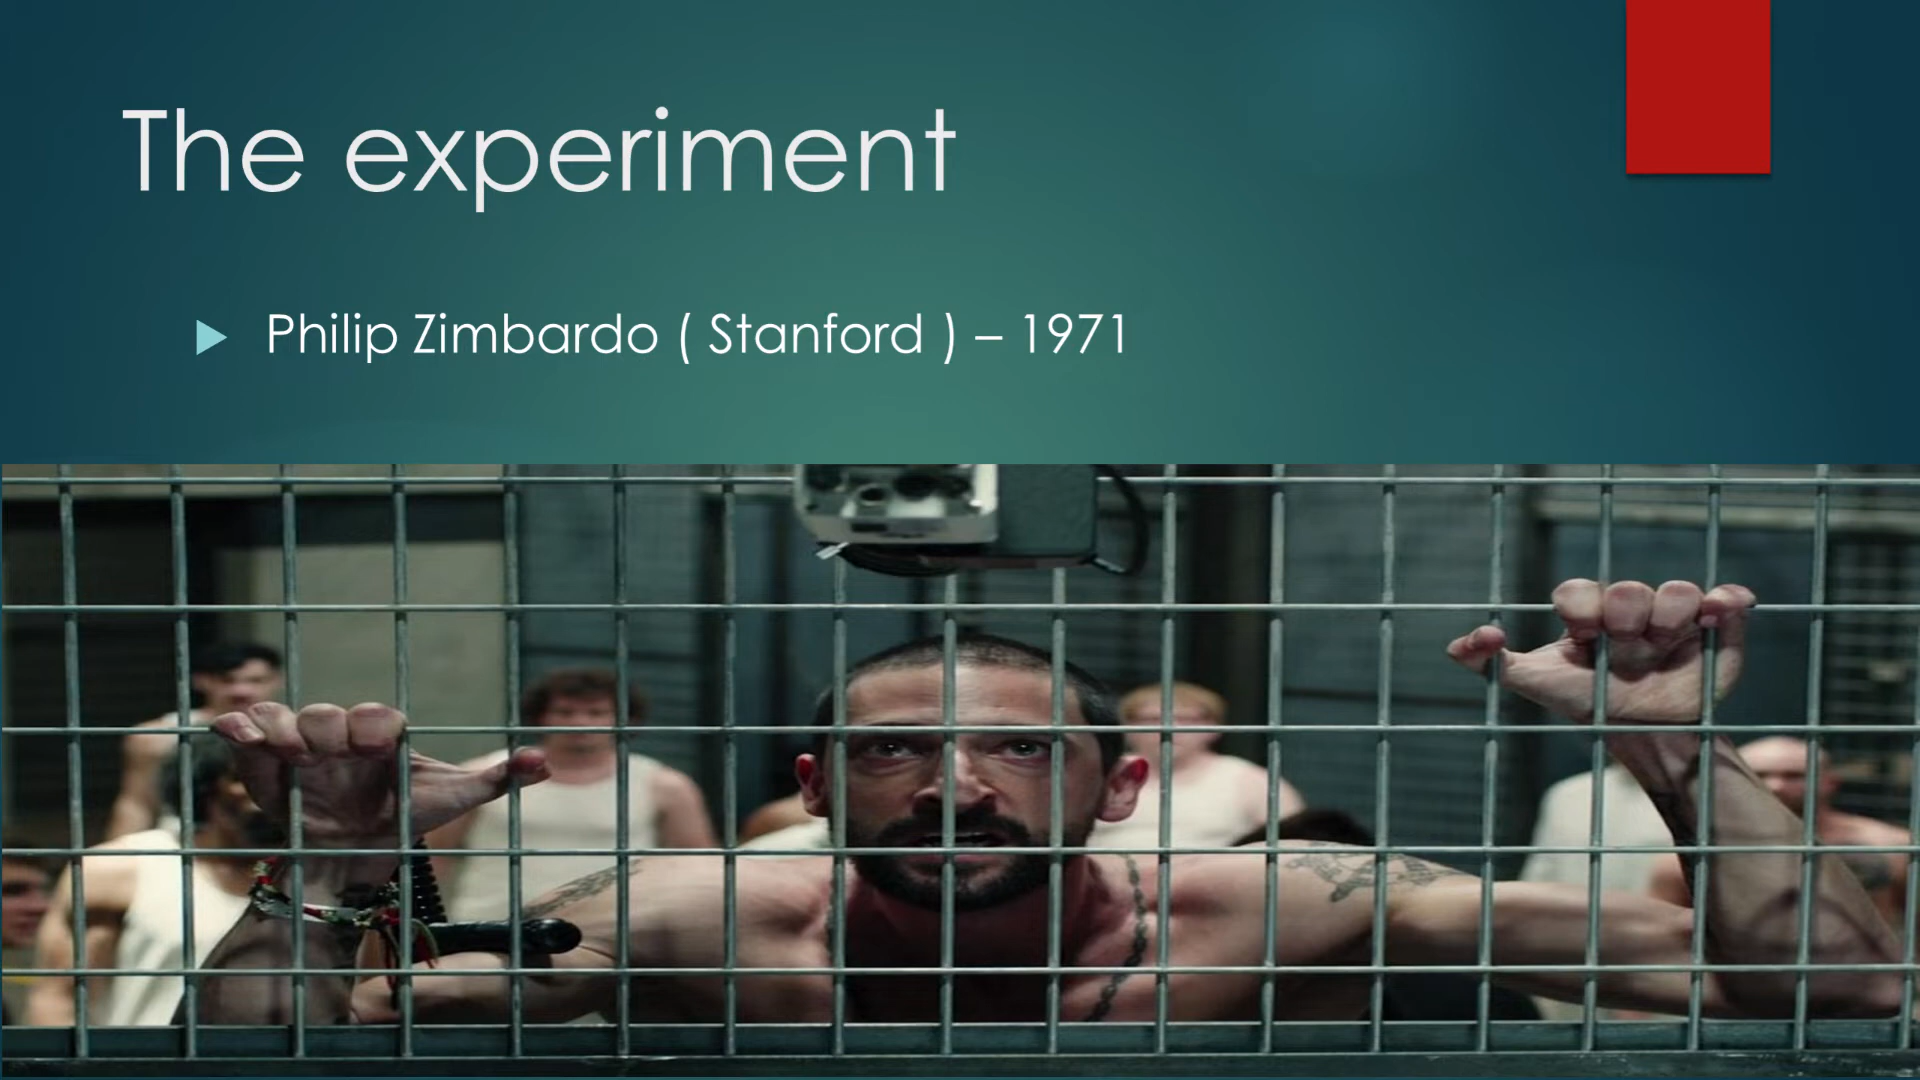 The experiment
Philip Zimbardo ( Stanford ) – 1971